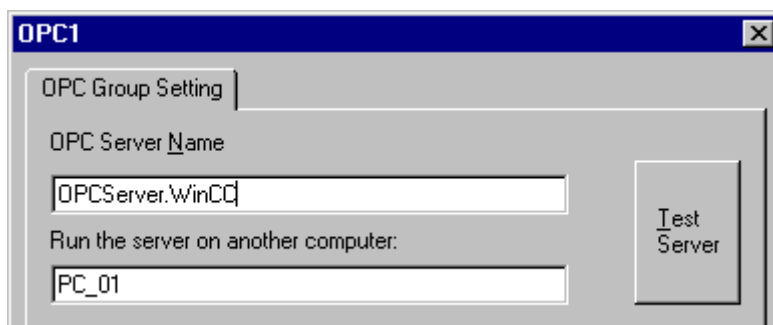 OPC1
OPC Group Setting
OPC Server Name
OPCServer.WinCC
Run the server on another computer:
PC_01
Test
Server